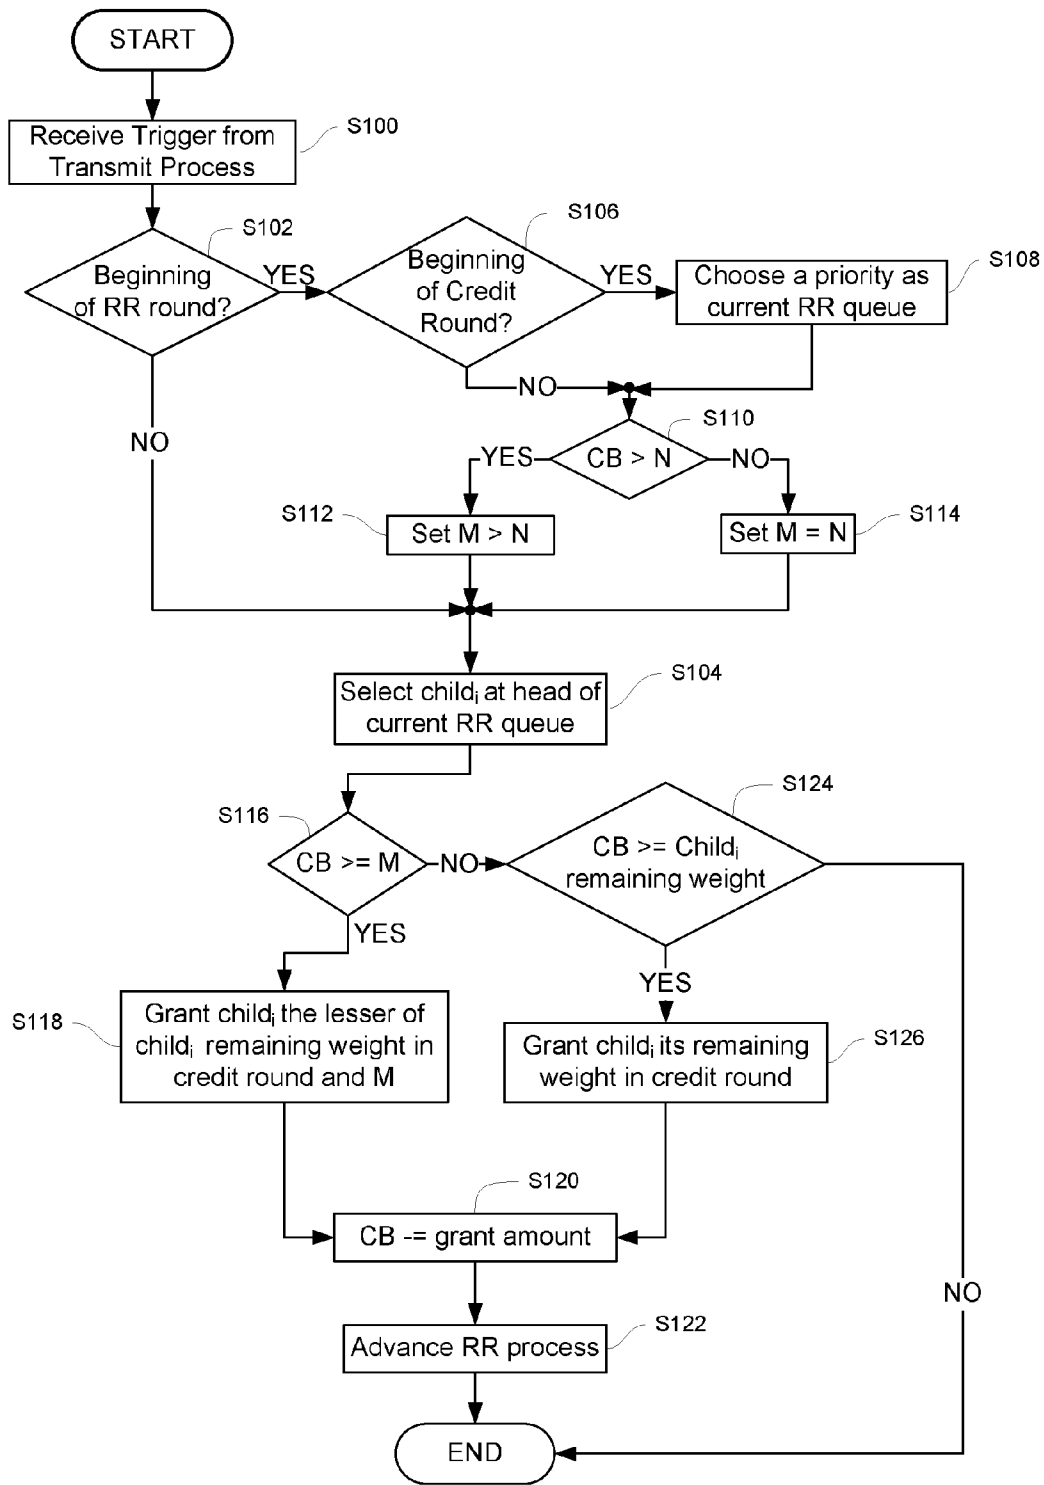 START
Receive Trigger from
Transmit Process
S100
Beginning
of RR round?
S102
YES
NO
Beginning
of Credit
Round?
S106
YES
NO
Choose a priority as
current RR queue
S108
CB > N
S110
YES
NO
Set M > N
S112
Set M = N
S114
Select childi at head of
current RR queue
S104
CB >= M
S116
NO
YES
CB >= Childi
remaining weight
S124
YES
NO
Grant childi the lesser of
childi remaining weight in
credit round and M
S118
Grant childi its remaining
weight in credit round
S126
CB -= grant amount
S120
Advance RR process
S122
END